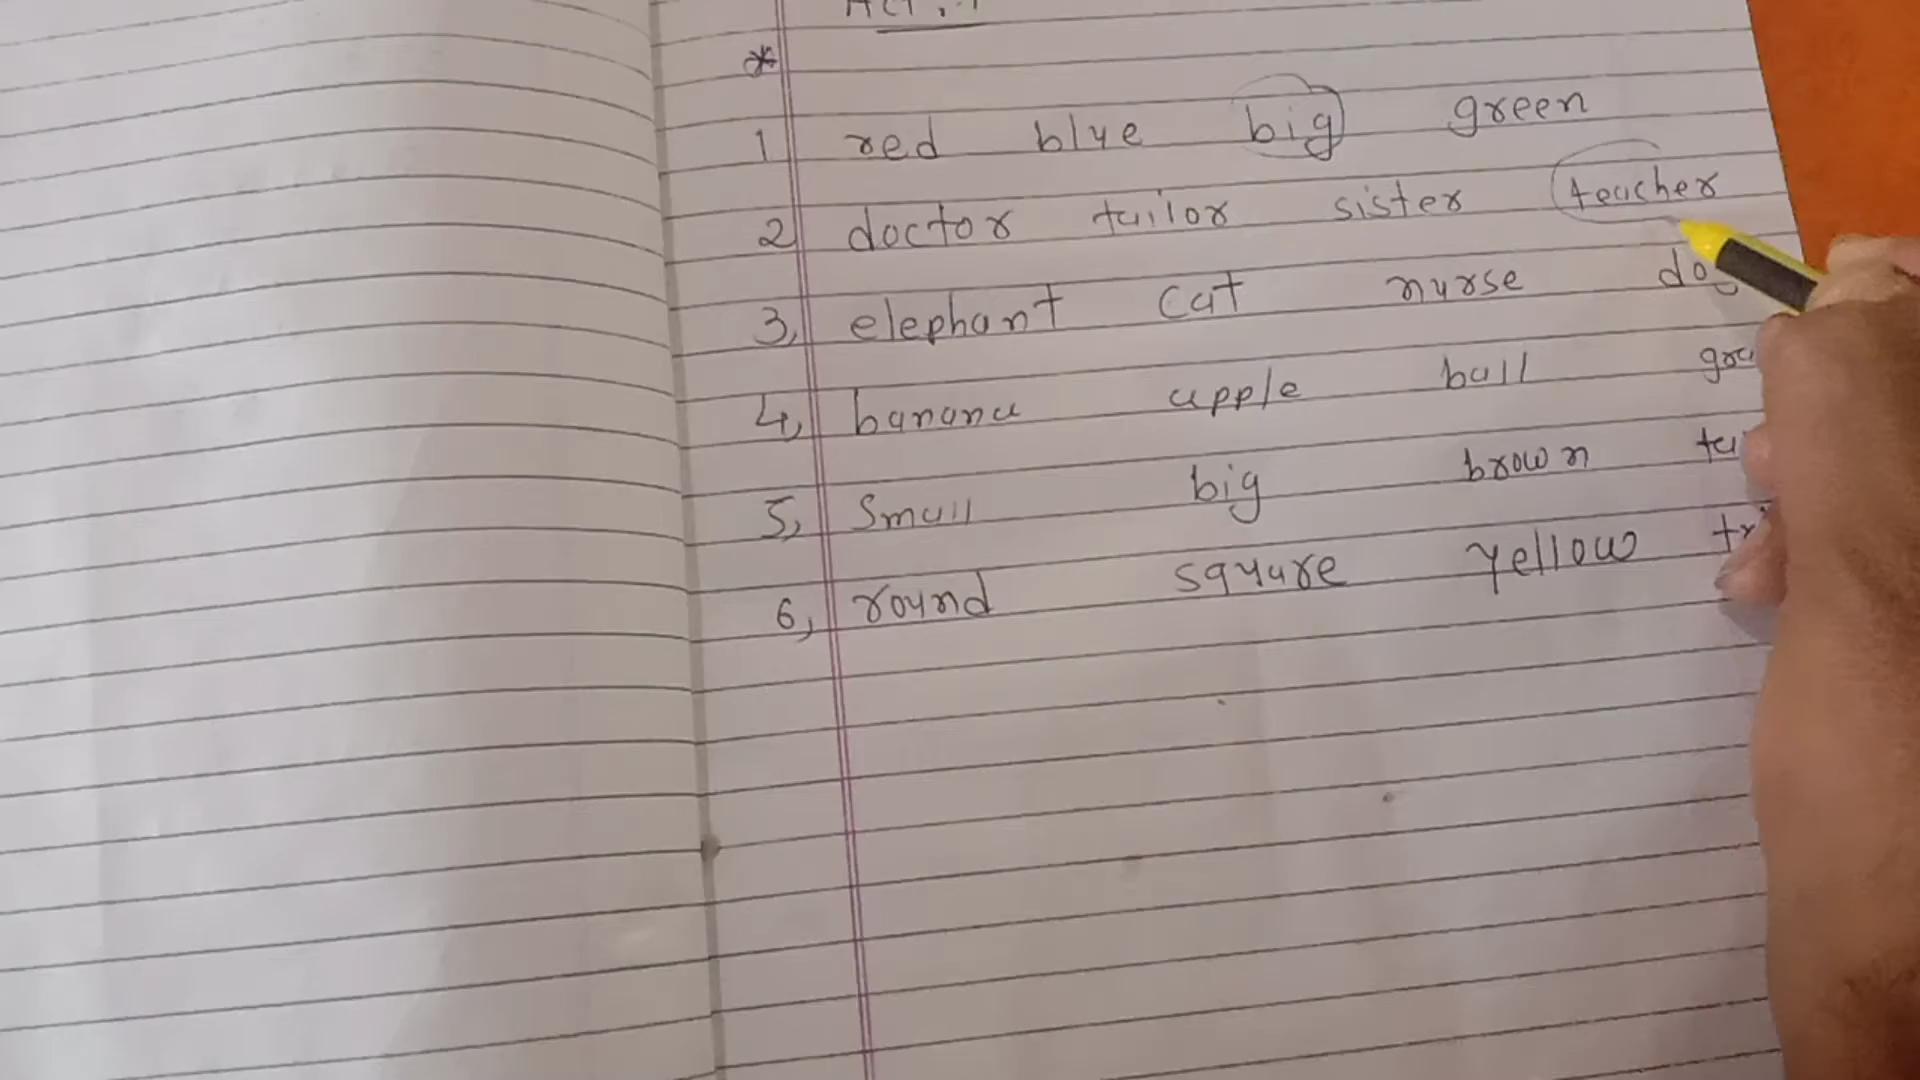 1 red blue big green
2 doctor tailor sister teacher
3, elephant cat nurse dog
4, banana apple ball
5, Small big brown
6, round square yellow